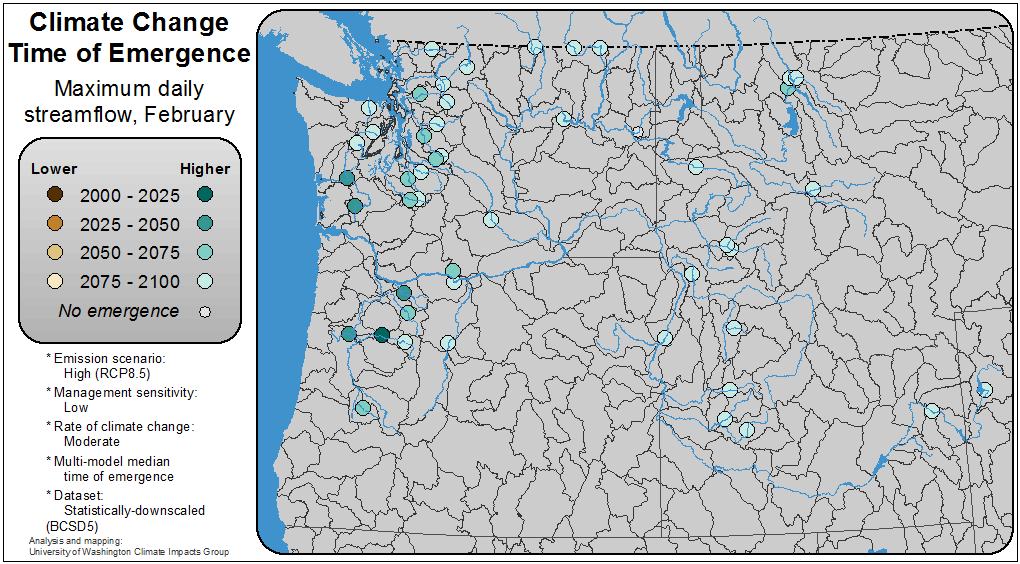 Climate Change
Time of Emergence
Maximum daily
streamflow, February
Lower Higher
2000 - 2025
2025 - 2050
2050 - 2075
2075 - 2100
No emergence
* Emission scenario:
High (RCP8.5)
* Management sensitivity:
Low
* Rate of climate change:
Moderate
* Multi-model median
time of emergence
* Dataset:
Statistically-downscaled
(BCSD5)
Analysis and mapping:
University of Washington Climate Impacts Group